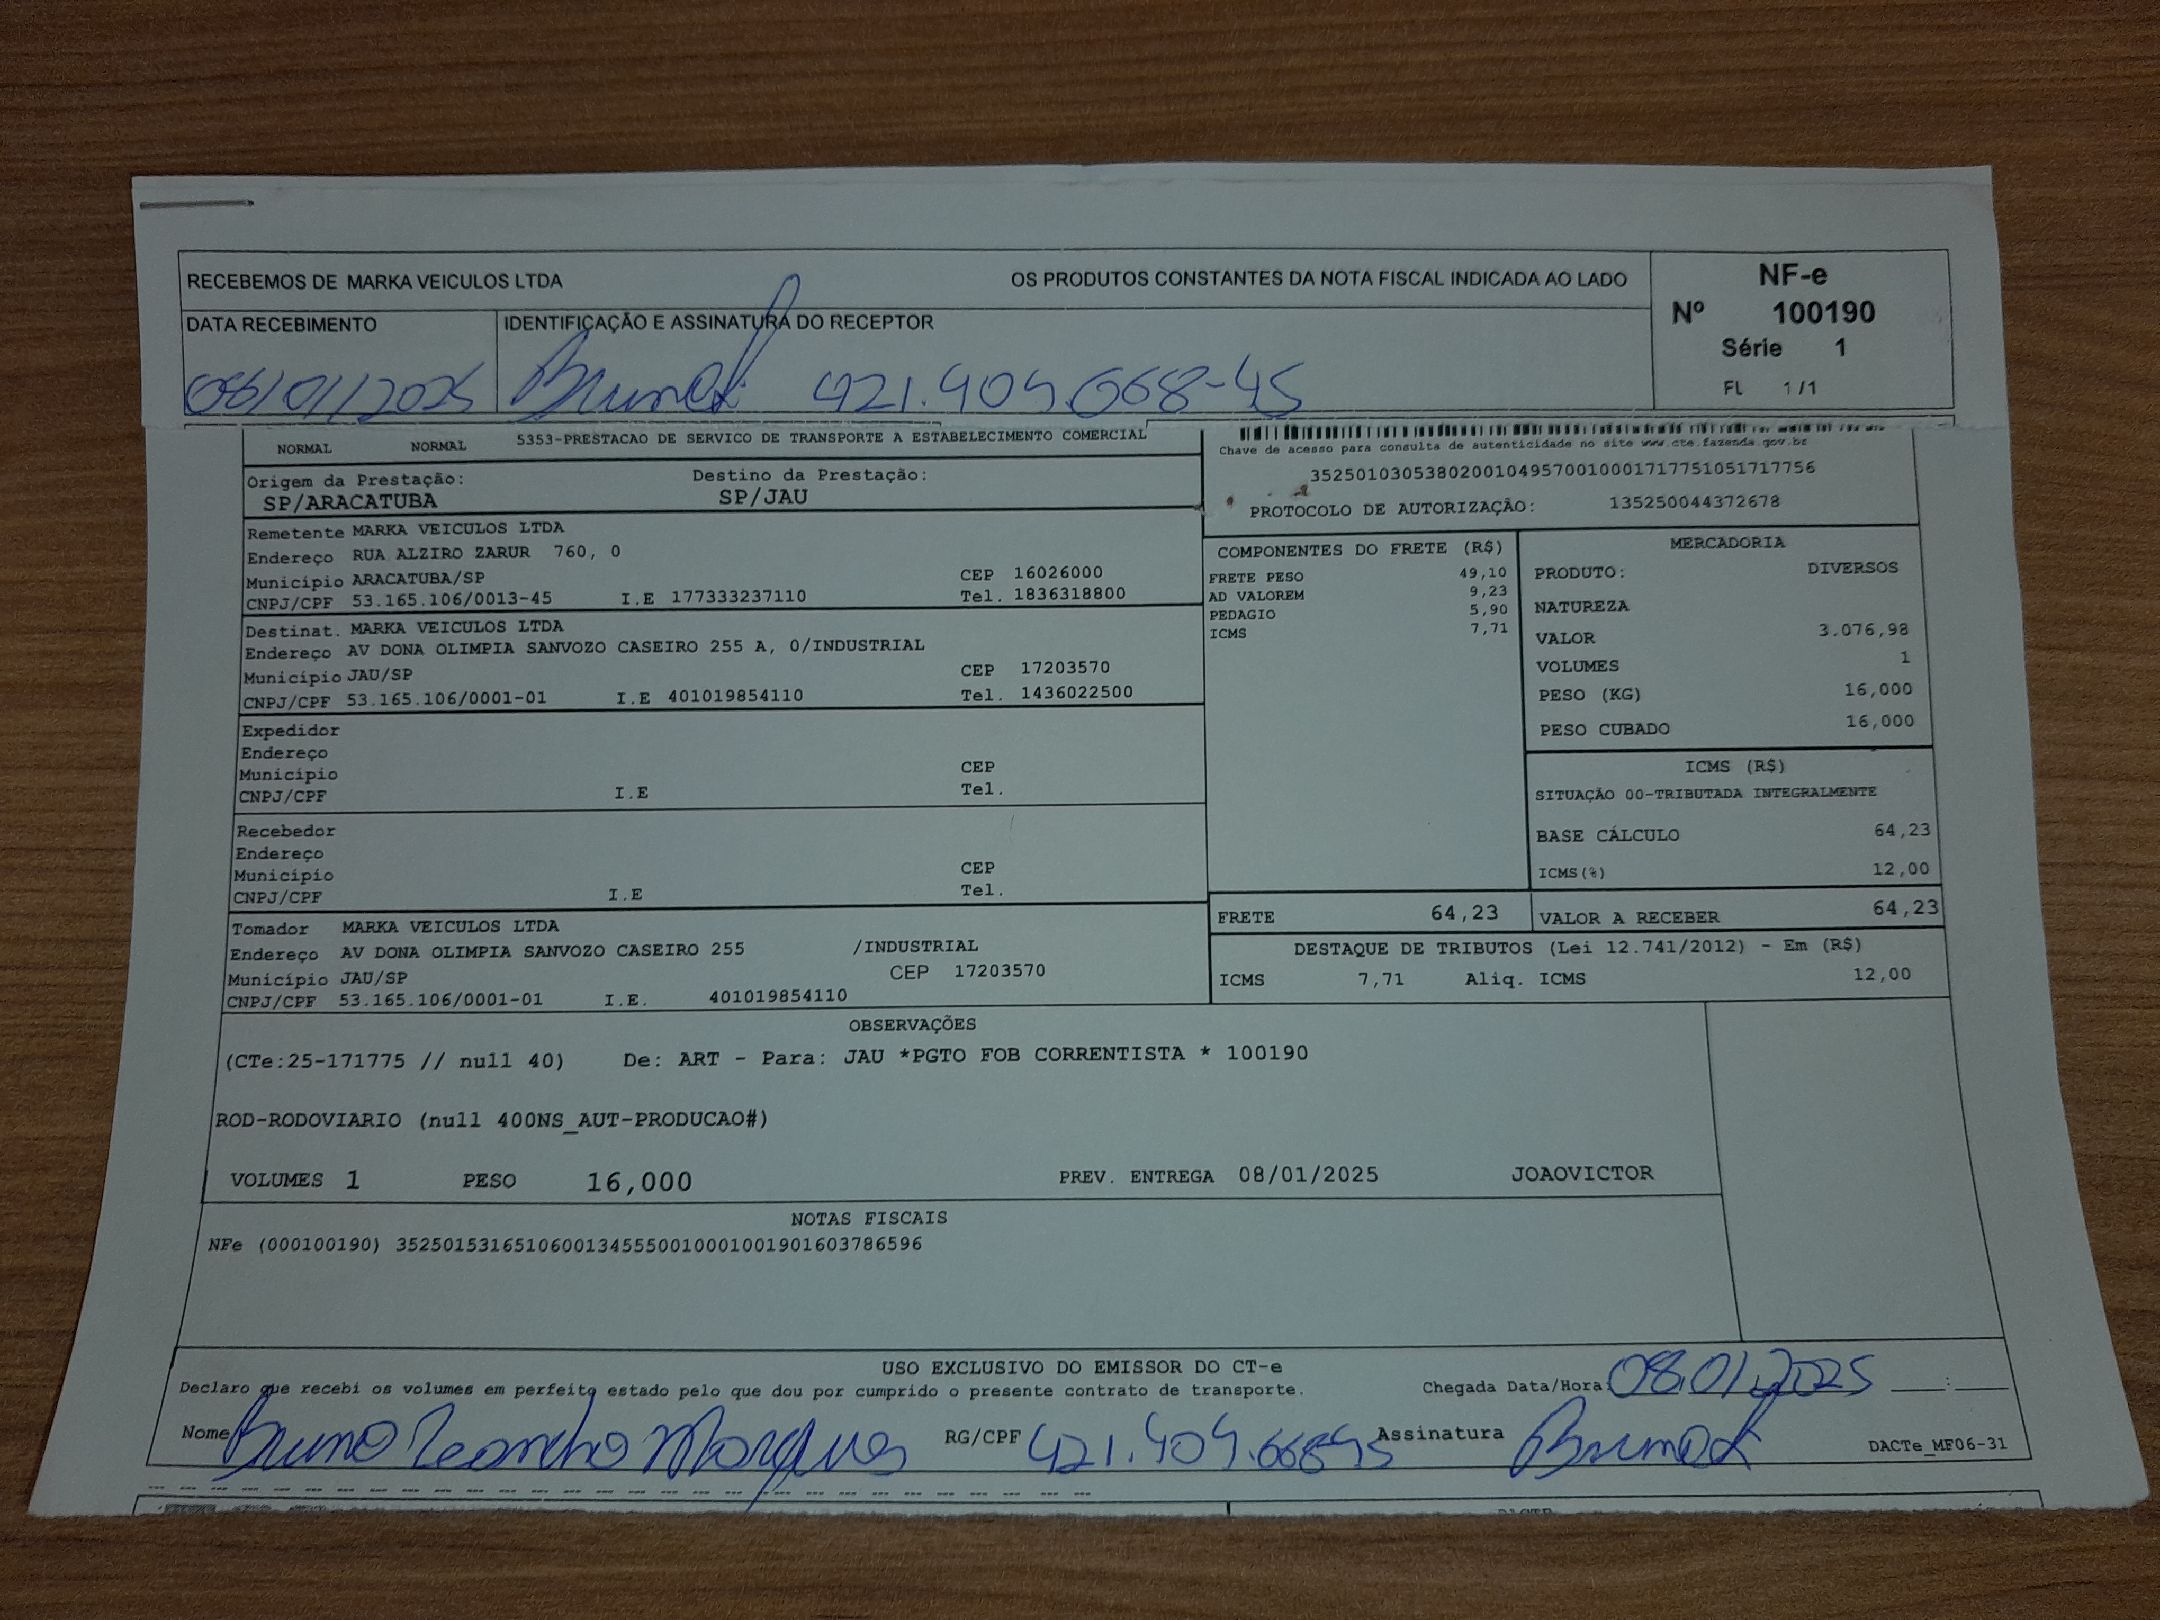 RECEBEMOS DE MARKA VEICULOS LTDA OS PRODUTOS CONSTANTES DA NOTA FISCAL INDICADA AO LADO
NF-e
Nº 100190
Série 1
FL 1/1
DATA RECEBIMENTO IDENTIFICAÇÃO E ASSINATURA DO RECEPTOR
08/01/2025 421.409.668-45
NORMAL NORMAL 5353-PRESTACAO DE SERVICO DE TRANSPORTE A ESTABELECIMENTO COMERCIAL
Chave de acesso para consulta de autenticidade no site www.cte.fazenda.gov.br
35250103053802001049570010001717751051717756
PROTOCOLO DE AUTORIZAÇÃO: 135250044372678
Origem da Prestação: Destino da Prestação:
SP/ARACATUBA SP/JAU
Remetente MARKA VEICULOS LTDA
Endereço RUA ALZIRO ZARUR 760, 0
Município ARACATUBA/SP CEP 16026000
CNPJ/CPF 53.165.106/0013-45 I.E 177333237110 Tel. 1836318800
Destinat. MARKA VEICULOS LTDA
Endereço AV DONA OLIMPIA SANVOZO CASEIRO 255 A, 0/INDUSTRIAL
Município JAU/SP CEP 17203570
CNPJ/CPF 53.165.106/0001-01 I.E 401019854110 Tel. 1436022500
Expedidor
Endereço
Município CEP
CNPJ/CPF I.E Tel.
Recebedor
Endereço
Município CEP
CNPJ/CPF I.E Tel.
Tomador MARKA VEICULOS LTDA
Endereço AV DONA OLIMPIA SANVOZO CASEIRO 255 /INDUSTRIAL
Município JAU/SP CEP 17203570
CNPJ/CPF 53.165.106/0001-01 I.E. 401019854110
COMPONENTES DO FRETE (R$)
FRETE PESO 49,10
AD VALOREM 9,23
PEDAGIO 5,90
ICMS 7,71
MERCADORIA
PRODUTO: DIVERSOS
NATUREZA
VALOR 3.076,98
VOLUMES 1
PESO (KG) 16,000
PESO CUBADO 16,000
ICMS (R$)
SITUAÇÃO 00-TRIBUTADA INTEGRALMENTE
BASE CÁLCULO 64,23
ICMS(%) 12,00
FRETE 64,23 VALOR A RECEBER 64,23
DESTAQUE DE TRIBUTOS (Lei 12.741/2012) - Em (R$)
ICMS 7,71 Aliq. ICMS 12,00
OBSERVAÇÕES
(CTe:25-171775 // null 40) De: ART - Para: JAU *PGTO FOB CORRENTISTA * 100190
ROD-RODOVIARIO (null 400NS_AUT-PRODUCAO#)
VOLUMES 1 PESO 16,000 PREV. ENTREGA 08/01/2025 JOAOVICTOR
NOTAS FISCAIS
NFe (000100190) 35250153165106001345550010001001901603786596
USO EXCLUSIVO DO EMISSOR DO CT-e
Declaro que recebi os volumes em perfeito estado pelo que dou por cumprido o presente contrato de transporte. Chegada Data/Hora: 08.01.2025 ____:____
Nome Bruno Leandro Marques RG/CPF 421.409.66845 Assinatura
DACTe_MF06-31